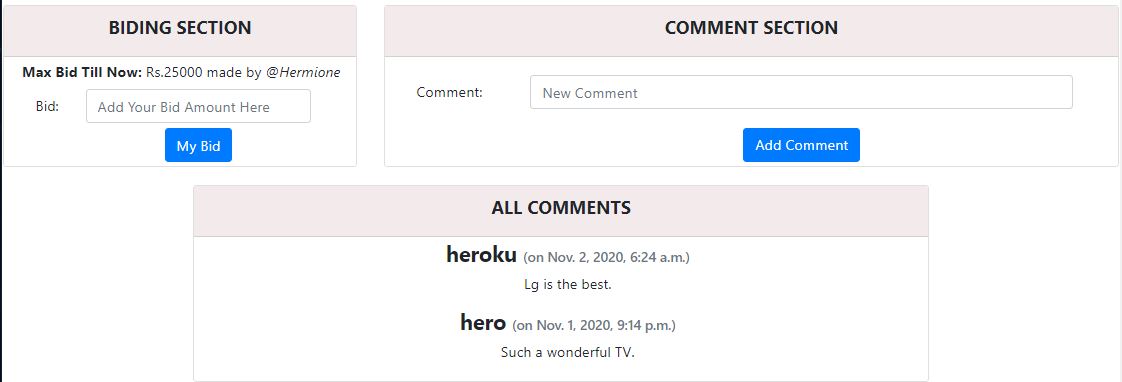 BIDING SECTION
Max Bid Till Now: Rs.25000 made by @Hermione
Bid: Add Your Bid Amount Here
My Bid
COMMENT SECTION
Comment: New Comment
Add Comment
ALL COMMENTS
heroku (on Nov. 2, 2020, 6:24 a.m.)
Lg is the best.
hero (on Nov. 1, 2020, 9:14 p.m.)
Such a wonderful TV.